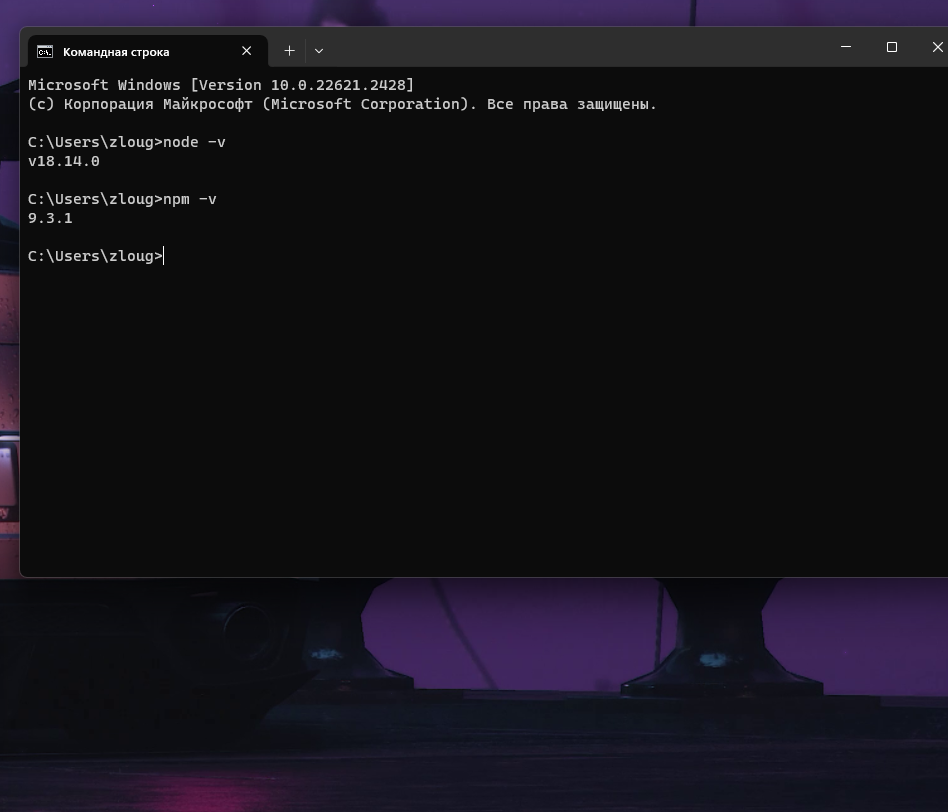 Командная строка
Microsoft Windows [Version 10.0.22621.2428]
(c) Корпорация Майкрософт (Microsoft Corporation). Все права защищены.
C:\Users\zloug>node -v
v18.14.0
C:\Users\zloug>npm -v
9.3.1
C:\Users\zloug>